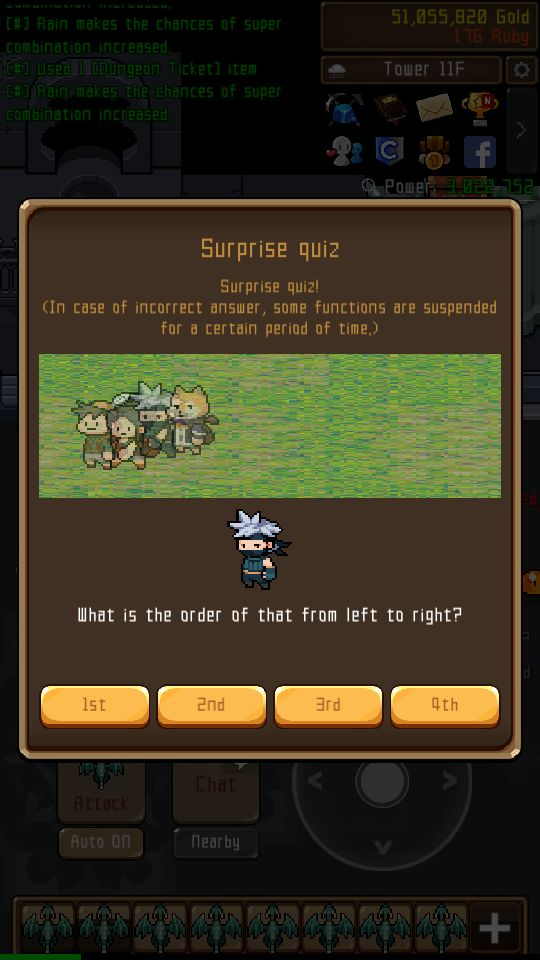 combination increased.
[#] Rain makes the chances of super
combination increased.
[#] Used 1 [Dungeon Ticket] item
[#] Rain makes the chances of super
combination increased.
51,055,820 Gold
176 Ruby
Tower 11F
N
C
f
Power: 3,022,752
Surprise quiz
Surprise quiz!
(In case of incorrect answer, some functions are suspended
for a certain period of time.)
What is the order of that from left to right?
1st
2nd
3rd
4th
Attack
Chat
Auto ON
Nearby